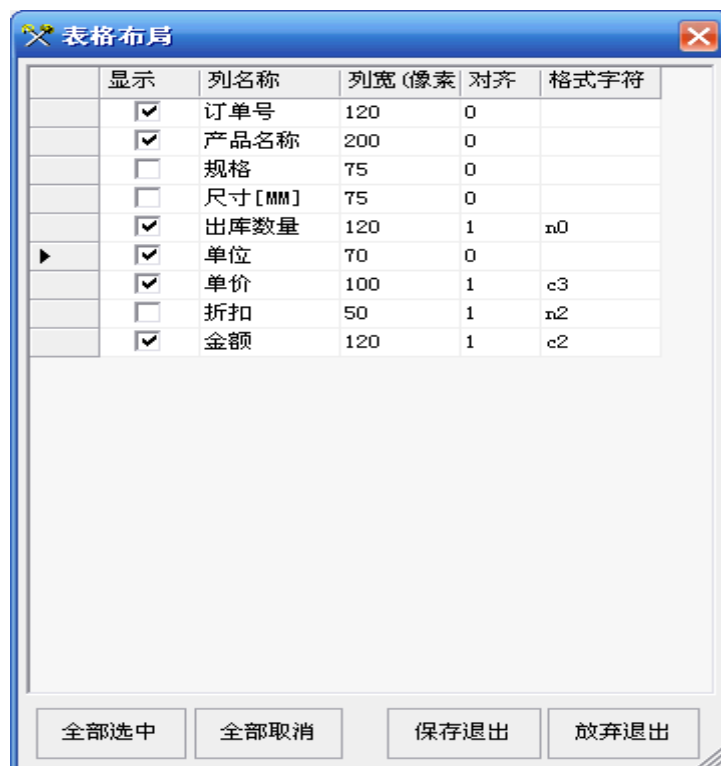 表格布局
显示 列名称 列宽(像素 对齐 格式字符
订单号 120 0
产品名称 200 0
规格 75 0
尺寸[MM] 75 0
出库数量 120 1 n0
单位 70 0
单价 100 1 c3
折扣 50 1 n2
金额 120 1 c2
全部选中 全部取消 保存退出 放弃退出